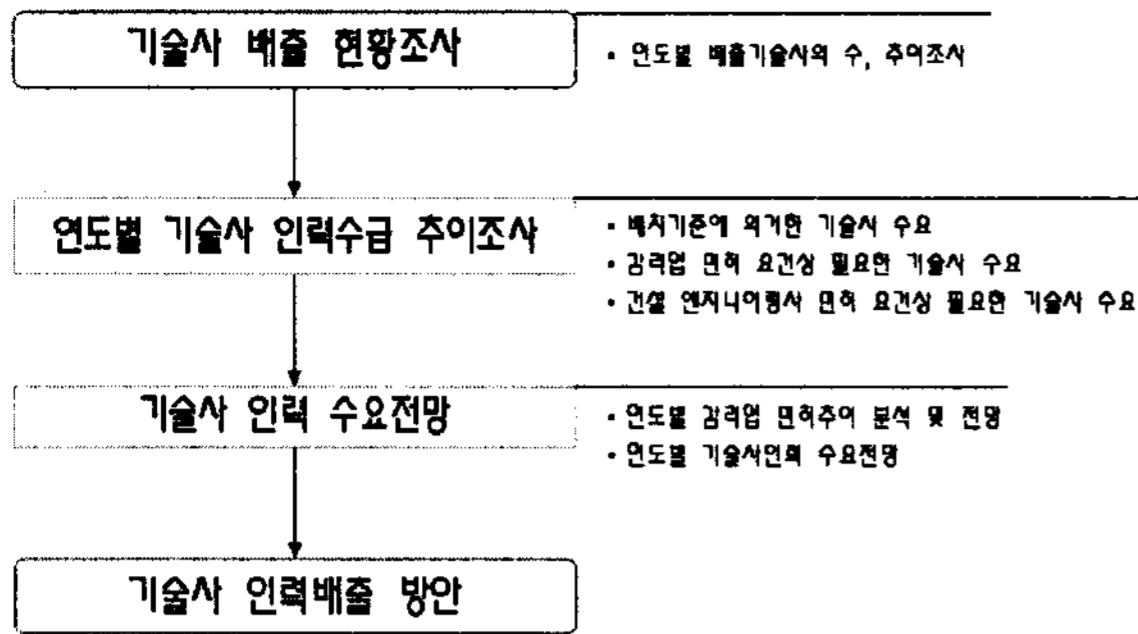 기술사 배출 현황조사
• 연도별 배출기술사의 수, 추이조사
연도별 기술사 인력수급 추이조사
• 배치기준에 의거한 기술사 수요
• 감리업 면허 요건상 필요한 기술사 수요
• 건설 엔지니어링사 면허 요건상 필요한 기술사 수요
기술사 인력 수요전망
• 연도별 감리업 면허추이 분석 및 전망
• 연도별 기술사인력 수요전망
기술사 인력배출 방안